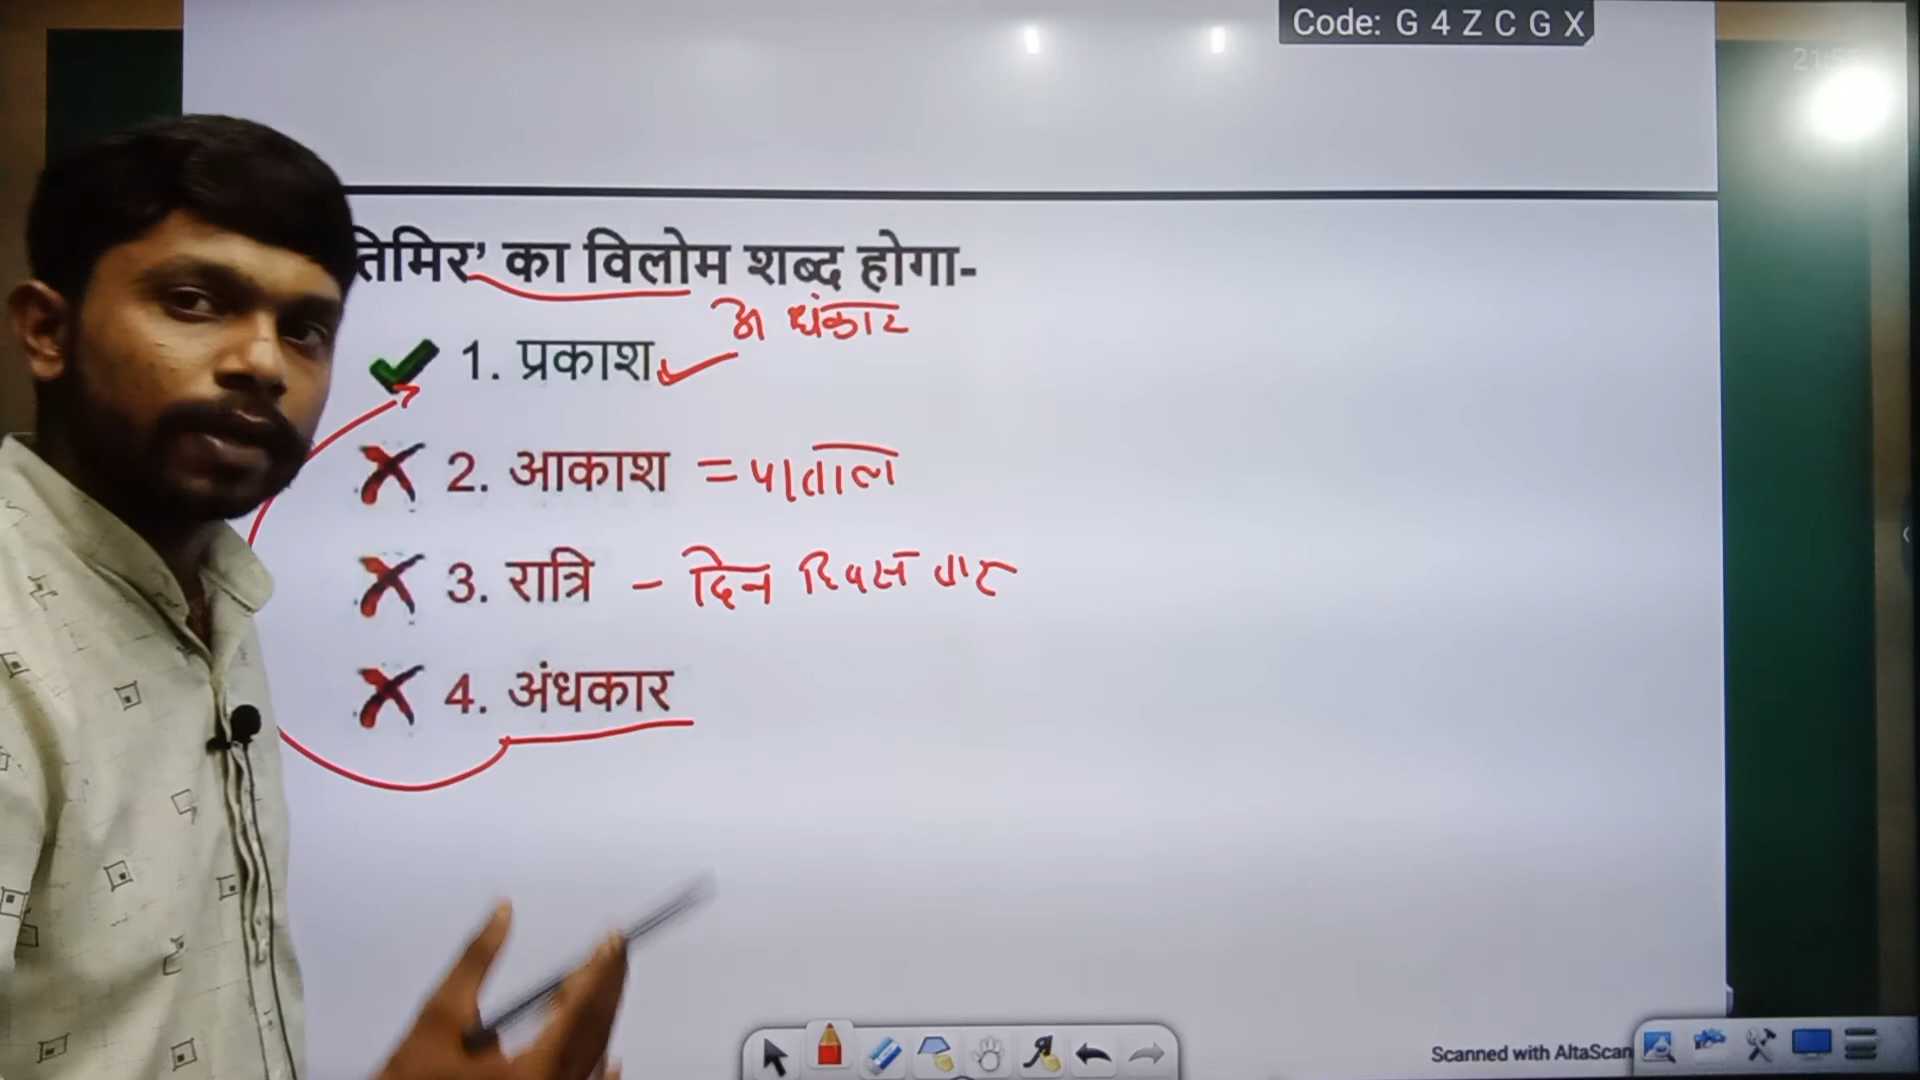 Code: G 4 Z C G X
तिमिर’ का विलोम शब्द होगा-
अंधकार
1. प्रकाश
2. आकाश = पाताल
3. रात्रि - दिन दिवस
4. अंधकार
Scanned with AltaScan